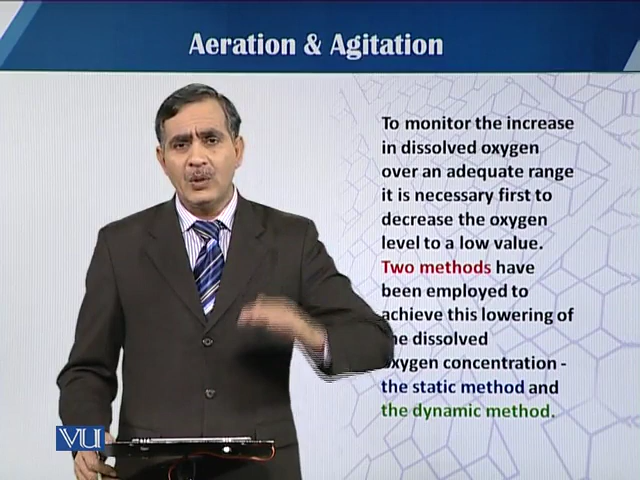 Aeration & Agitation
To monitor the increase
in dissolved oxygen
over an adequate range
it is necessary first to
decrease the oxygen
level to a low value.
Two methods have
been employed to
achieve this lowering of
the dissolved
oxygen concentration -
the static method and
the dynamic method.
VU